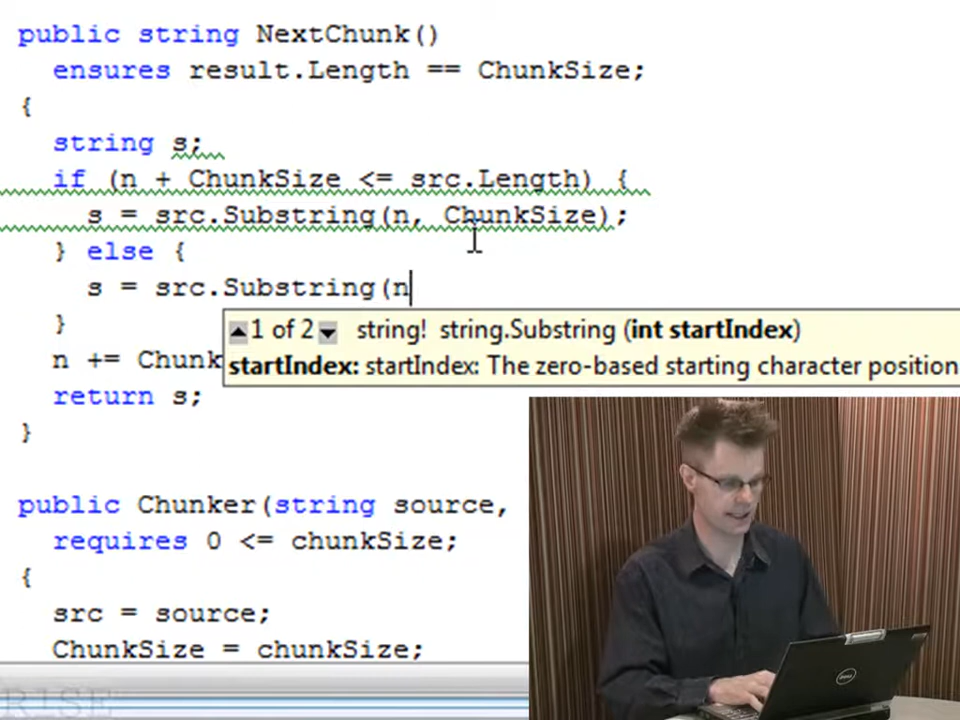 public string NextChunk()
ensures result.Length == ChunkSize;
{
string s;
if (n + ChunkSize <= src.Length) {
s = src.Substring(n, ChunkSize);
} else {
s = src.Substring(n
1 of 2 string! string.Substring (int startIndex)
}
startIndex: startIndex: The zero-based starting character position
n += Chunk
return s;
}
public Chunker(string source,
requires 0 <= chunkSize;
{
src = source;
ChunkSize = chunkSize;
RISE
DELL